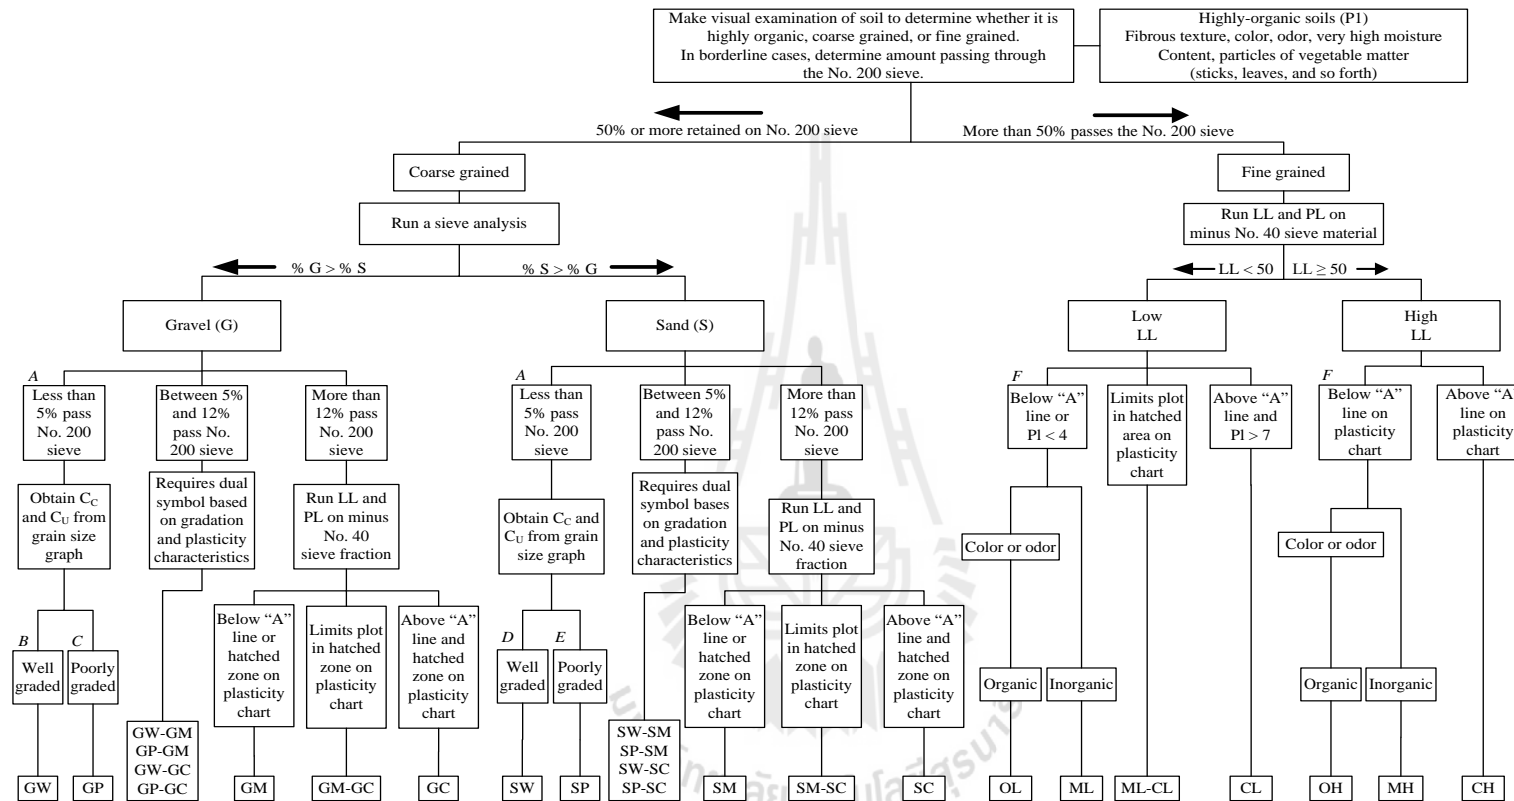 Make visual examination of soil to determine whether it is
highly organic, coarse grained, or fine grained.
In borderline cases, determine amount passing through
the No. 200 sieve.
Highly-organic soils (P1)
Fibrous texture, color, odor, very high moisture
Content, particles of vegetable matter
(sticks, leaves, and so forth)
50% or more retained on No. 200 sieve
More than 50% passes the No. 200 sieve
Coarse grained
Fine grained
Run a sieve analysis
Run LL and PL on
minus No. 40 sieve material
% G > % S
% S > % G
LL < 50
LL ≥ 50
Gravel (G)
Sand (S)
Low
LL
High
LL
A
Less than
5% pass
No. 200
sieve
Between 5%
and 12%
pass No.
200 sieve
More than
12% pass
No. 200
sieve
A
Less than
5% pass
No. 200
sieve
Between 5%
and 12%
pass No.
200 sieve
More than
12% pass
No. 200
sieve
F
Below “A”
line or
Pl < 4
Limits plot
in hatched
area on
plasticity
chart
Above “A”
line and
Pl > 7
F
Below “A”
line on
plasticity
chart
Above “A”
line on
plasticity
chart
Obtain CC
and CU from
grain size
graph
Requires dual
symbol based
on gradation
and plasticity
characteristics
Run LL and
PL on minus
No. 40
sieve fraction
Obtain CC and
CU from grain
size graph
Requires dual
symbol bases
on gradation
and plasticity
characteristics
Run LL and
PL on minus
No. 40 sieve
fraction
Color or odor
Color or odor
B
Well
graded
C
Poorly
graded
Below “A”
line or
hatched
zone on
plasticity
chart
Limits plot
in hatched
zone on
plasticity
chart
Above “A”
line and
hatched
zone on
plasticity
chart
D
Well
graded
E
Poorly
graded
Below “A”
line or
hatched
zone on
plasticity
chart
Limits plot
in hatched
zone on
plasticity
chart
Above “A”
line and
hatched
zone on
plasticity
chart
Organic
Inorganic
Organic
Inorganic
GW
GP
GW-GM
GP-GM
GW-GC
GP-GC
GM
GM-GC
GC
SW
SP
SW-SM
SP-SM
SW-SC
SP-SC
SM
SM-SC
SC
OL
ML
ML-CL
CL
OH
MH
CH